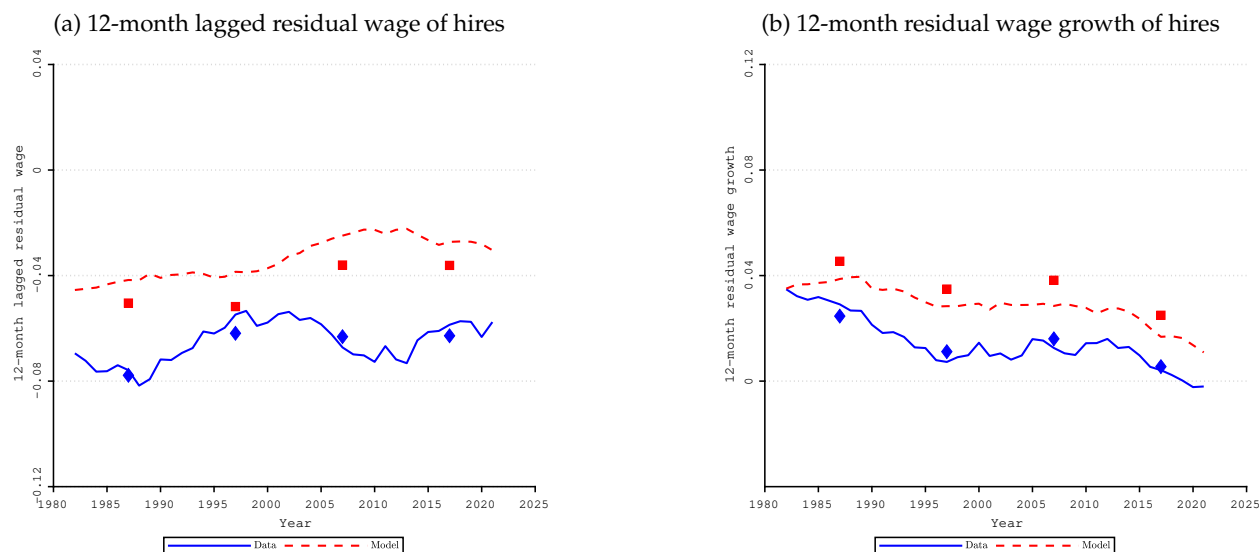 (a) 12-month lagged residual wage of hires
12-month lagged residual wage
0.04
0
−0.04
−0.08
−0.12
1980 1985 1990 1995 2000 2005 2010 2015 2020 2025
Year
Data Model
(b) 12-month residual wage growth of hires
12-month residual wage growth
0.12
0.08
0.04
0
1980 1985 1990 1995 2000 2005 2010 2015 2020 2025
Year
Data Model